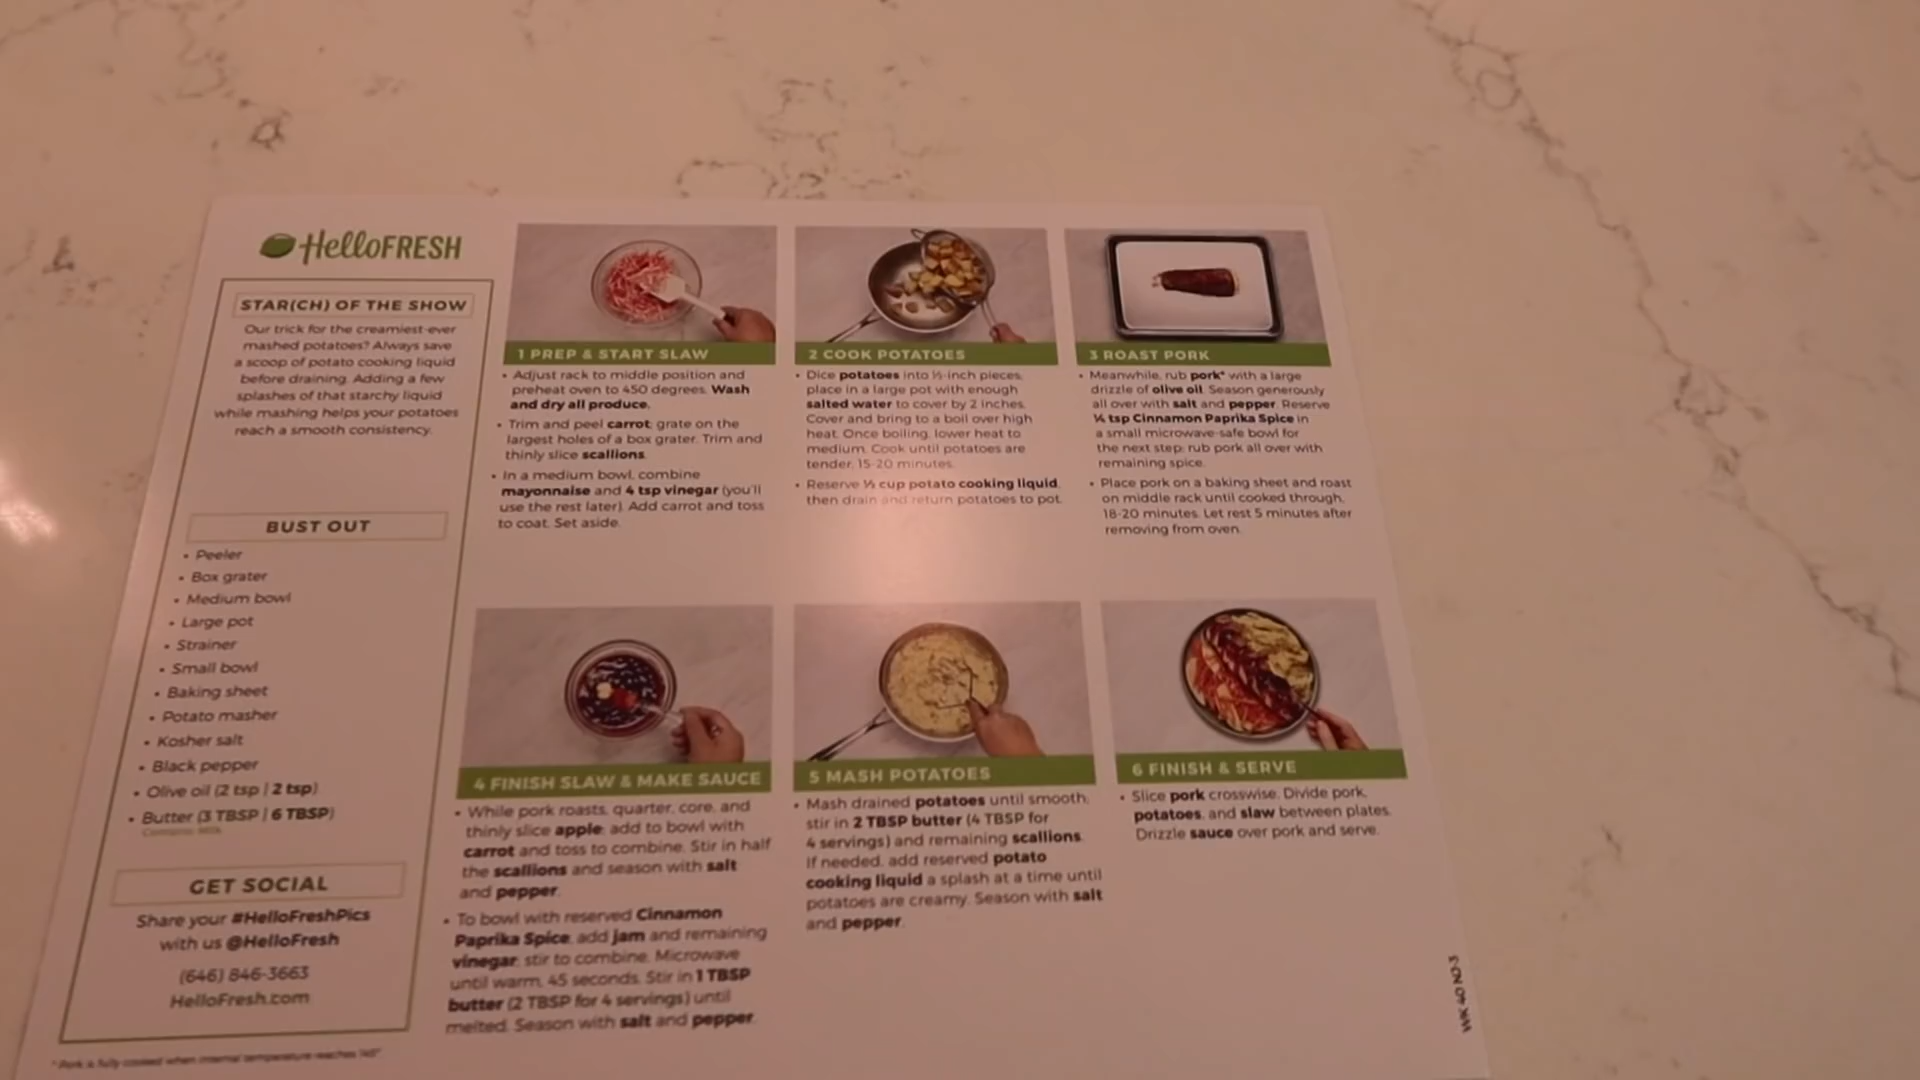 HelloFRESH
STAR(CH) OF THE SHOW
Our trick for the creamiest-ever
mashed potatoes? Always save
a scoop of potato cooking liquid
before draining. Adding a few
splashes of that starchy liquid
while mashing helps your potatoes
reach a smooth consistency.
BUST OUT
• Peeler
• Box grater
• Medium bowl
• Large pot
• Strainer
• Small bowl
• Baking sheet
• Potato masher
• Kosher salt
• Black pepper
• Olive oil (2 tsp | 2 tsp)
• Butter (3 TBSP | 6 TBSP)
Contains: Milk
GET SOCIAL
Share your #HelloFreshPics
with us @HelloFresh
(646) 846-3663
HelloFresh.com
* Pork is fully cooked when internal temperature reaches 145°
1 PREP & START SLAW
• Adjust rack to middle position and
preheat oven to 450 degrees. Wash
and dry all produce.
• Trim and peel carrot; grate on the
largest holes of a box grater. Trim and
thinly slice scallions.
• In a medium bowl, combine
mayonnaise and 4 tsp vinegar (you'll
use the rest later). Add carrot and toss
to coat. Set aside.
2 COOK POTATOES
• Dice potatoes into ½-inch pieces;
place in a large pot with enough
salted water to cover by 2 inches.
Cover and bring to a boil over high
heat. Once boiling, lower heat to
medium. Cook until potatoes are
tender, 15-20 minutes.
• Reserve ½ cup potato cooking liquid,
then drain and return potatoes to pot.
3 ROAST PORK
• Meanwhile, rub pork* with a large
drizzle of olive oil. Season generously
all over with salt and pepper. Reserve
¼ tsp Cinnamon Paprika Spice in
a small microwave-safe bowl for
the next step; rub pork all over with
remaining spice.
• Place pork on a baking sheet and roast
on middle rack until cooked through,
18-20 minutes. Let rest 5 minutes after
removing from oven.
4 FINISH SLAW & MAKE SAUCE
• While pork roasts, quarter, core, and
thinly slice apple; add to bowl with
carrot and toss to combine. Stir in half
the scallions and season with salt
and pepper.
• To bowl with reserved Cinnamon
Paprika Spice, add jam and remaining
vinegar; stir to combine. Microwave
until warm, 45 seconds. Stir in 1 TBSP
butter (2 TBSP for 4 servings) until
melted. Season with salt and pepper.
5 MASH POTATOES
• Mash drained potatoes until smooth;
stir in 2 TBSP butter (4 TBSP for
4 servings) and remaining scallions.
If needed, add reserved potato
cooking liquid a splash at a time until
potatoes are creamy. Season with salt
and pepper.
6 FINISH & SERVE
• Slice pork crosswise. Divide pork,
potatoes, and slaw between plates.
Drizzle sauce over pork and serve.
WK 40 NJ-3